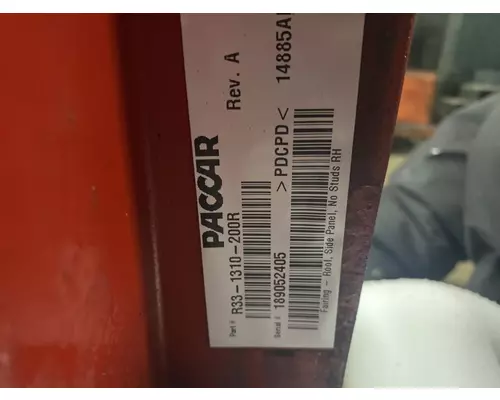 PACCAR
Rev. A
14885A
Part # R33-1310-200R
>PDCPD<
Serial # 189052405
Fairing - Roof, Side Panel, No Studs RH